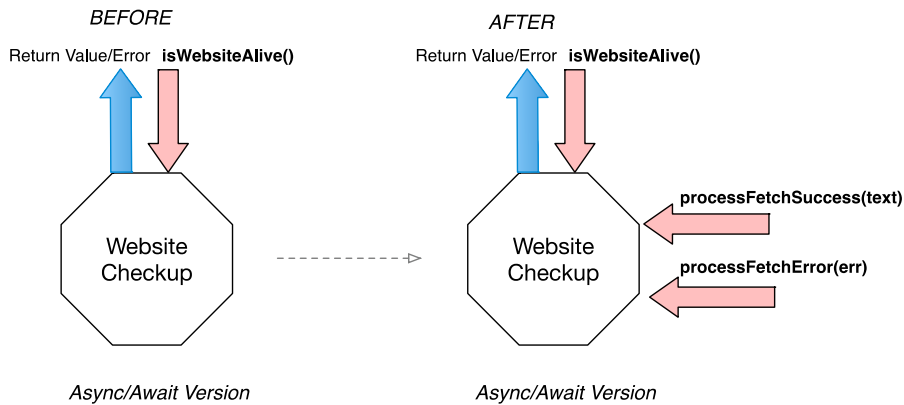 BEFORE
Return Value/Error isWebsiteAlive()
Website
Checkup
Async/Await Version
AFTER
Return Value/Error isWebsiteAlive()
processFetchSuccess(text)
Website
Checkup
processFetchError(err)
Async/Await Version